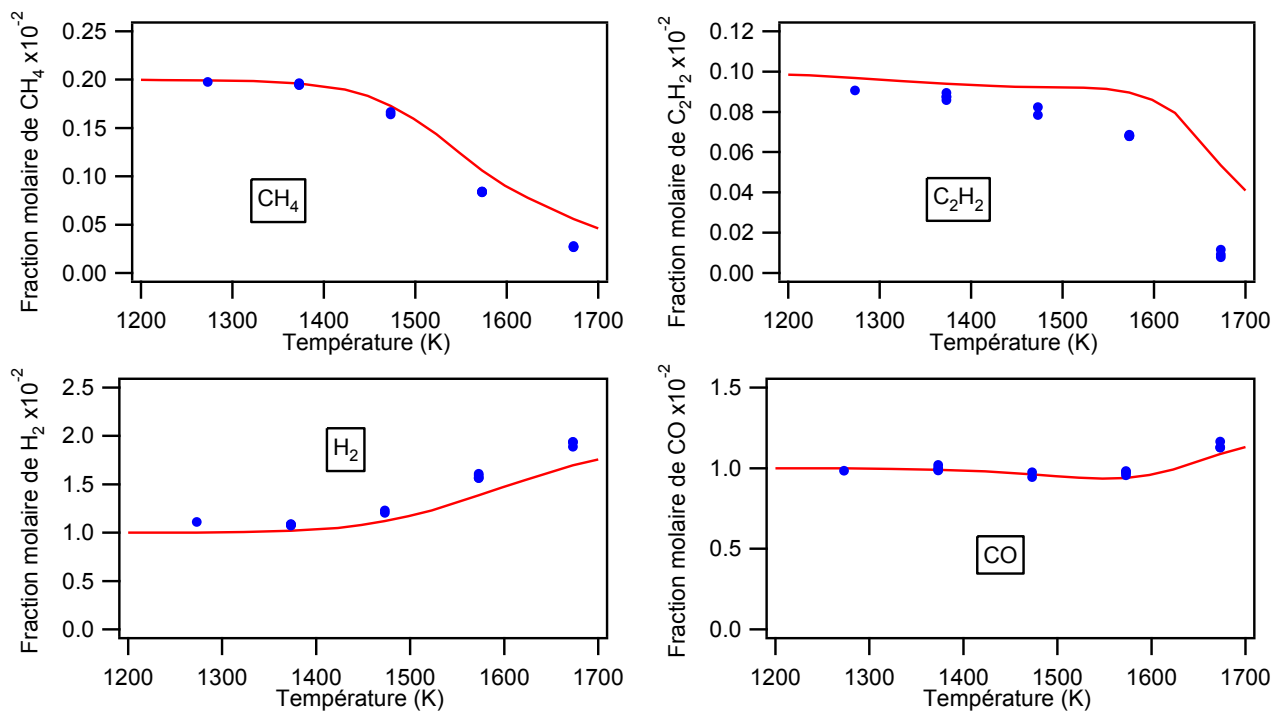 Fraction molaire de CH4 x10-2
0.25
0.20
0.15
0.10
0.05
0.00
CH4
1200 1300 1400 1500 1600 1700
Température (K)
Fraction molaire de C2H2 x10-2
0.12
0.10
0.08
0.06
0.04
0.02
0.00
C2H2
1200 1300 1400 1500 1600 1700
Température (K)
Fraction molaire de H2 x10-2
2.5
2.0
1.5
1.0
0.5
0.0
H2
1200 1300 1400 1500 1600 1700
Température (K)
Fraction molaire de CO x10-2
1.5
1.0
0.5
0.0
CO
1200 1300 1400 1500 1600 1700
Température (K)